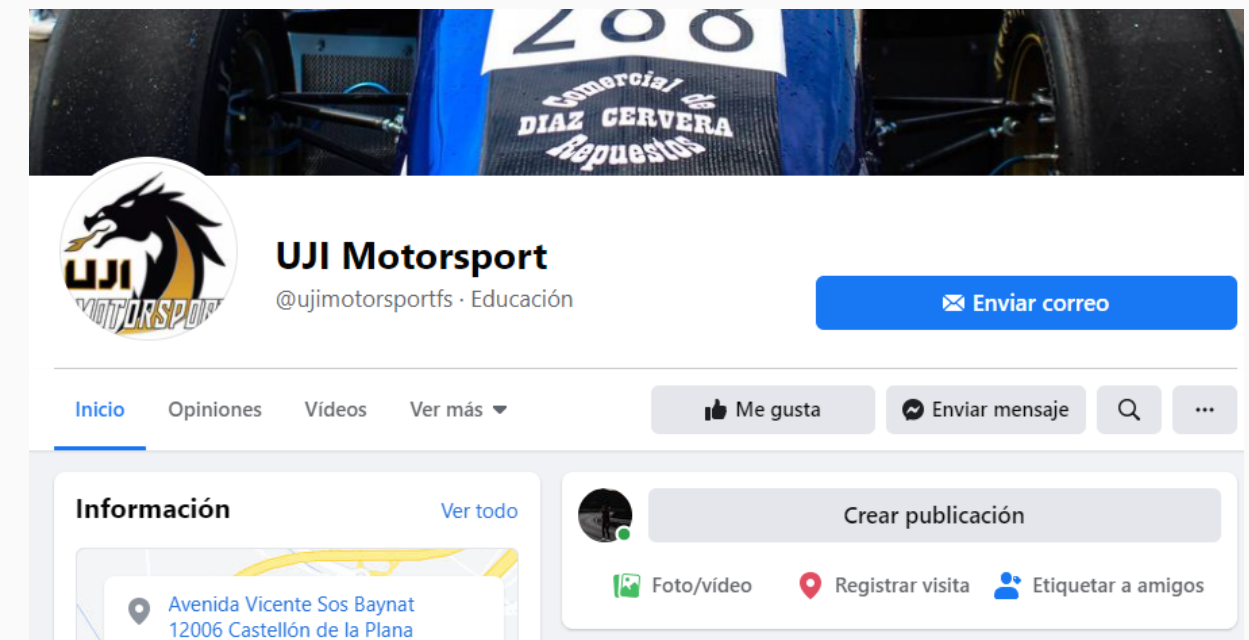 288
Comercial de
DIAZ CERVERA
Repuestos
UJI
MOTORSPORT
UJI Motorsport
@ujimotorsportfs · Educación
Enviar correo
Inicio
Opiniones
Vídeos
Ver más
Me gusta
Enviar mensaje
...
Información
Ver todo
Avenida Vicente Sos Baynat
12006 Castellón de la Plana
Crear publicación
Foto/vídeo
Registrar visita
Etiquetar a amigos